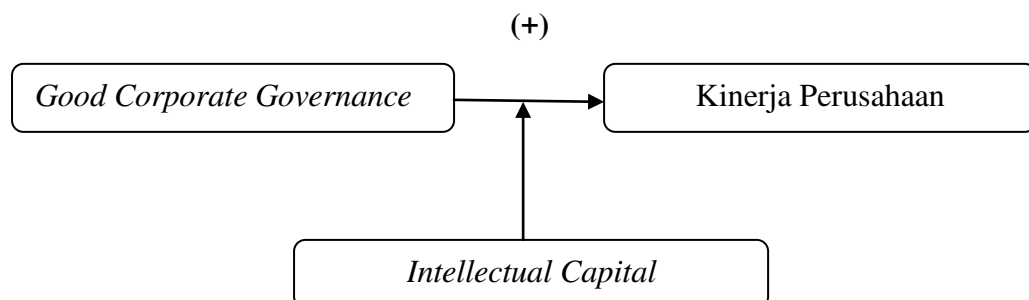 (+)
Good Corporate Governance
Kinerja Perusahaan
Intellectual Capital